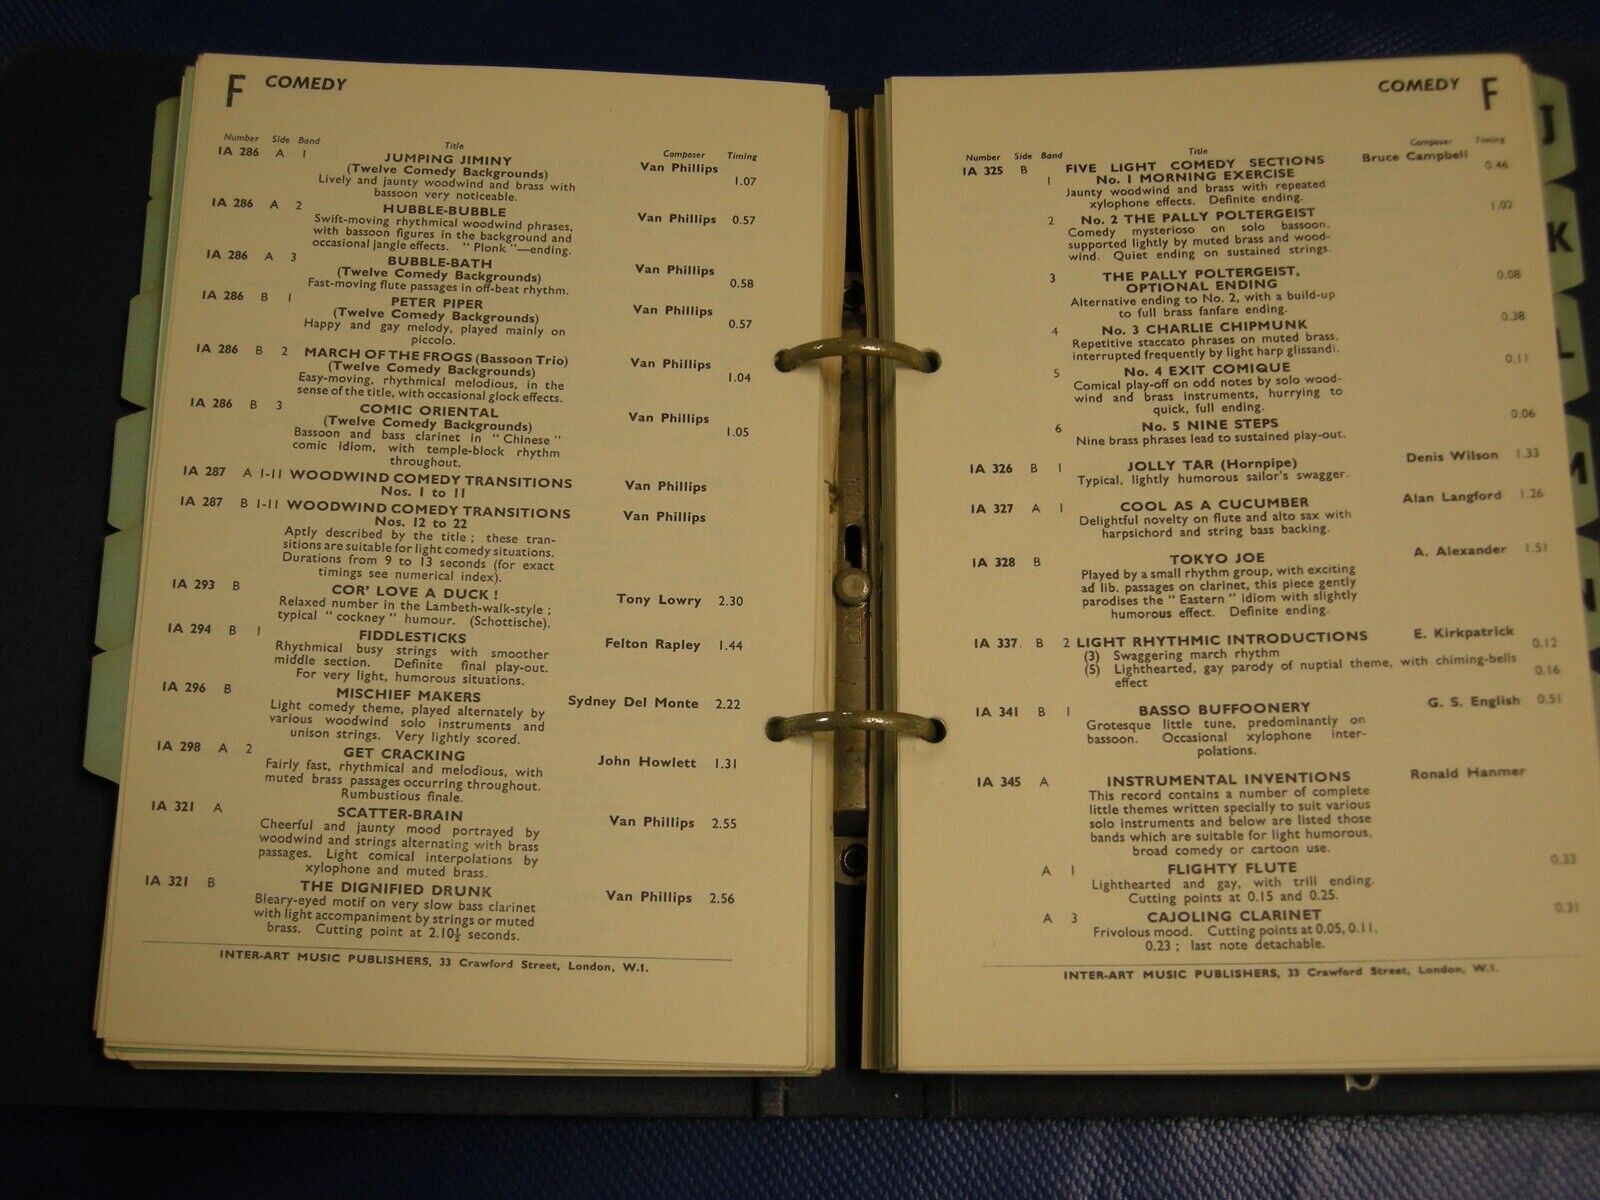 F COMEDY
Number Side Band Title Composer Timing
IA 286 A 1 JUMPING JIMINY Van Phillips 1.07
(Twelve Comedy Backgrounds)
Lively and jaunty woodwind and brass with
bassoon very noticeable.
IA 286 A 2 HUBBLE-BUBBLE Van Phillips 0.57
Swift-moving rhythmical woodwind phrases,
with bassoon figures in the background and
occasional jangle effects. "Plonk"—ending.
IA 286 A 3 BUBBLE-BATH Van Phillips 0.58
(Twelve Comedy Backgrounds)
Fast-moving flute passages in off-beat rhythm.
IA 286 B 1 PETER PIPER Van Phillips 0.57
(Twelve Comedy Backgrounds)
Happy and gay melody, played mainly on
piccolo.
IA 286 B 2 MARCH OF THE FROGS (Bassoon Trio) Van Phillips 1.04
(Twelve Comedy Backgrounds)
Easy-moving, rhythmical melodious, in the
sense of the title, with occasional glock effects.
IA 286 B 3 COMIC ORIENTAL Van Phillips 1.05
(Twelve Comedy Backgrounds)
Bassoon and bass clarinet in "Chinese"
comic idiom, with temple-block rhythm
throughout.
IA 287 A 1-11 WOODWIND COMEDY TRANSITIONS Van Phillips
Nos. 1 to 11
IA 287 B 1-11 WOODWIND COMEDY TRANSITIONS Van Phillips
Nos. 12 to 22
Aptly described by the title; these tran-
sitions are suitable for light comedy situations.
Durations from 9 to 13 seconds (for exact
timings see numerical index).
IA 293 B COR' LOVE A DUCK! Tony Lowry 2.30
Relaxed number in the Lambeth-walk-style;
typical "cockney" humour. (Schottische).
IA 294 B 1 FIDDLESTICKS Felton Rapley 1.44
Rhythmical busy strings with smoother
middle section. Definite final play-out.
For very light, humorous situations.
IA 296 B MISCHIEF MAKERS Sydney Del Monte 2.22
Light comedy theme, played alternately by
various woodwind solo instruments and
unison strings. Very lightly scored.
IA 298 A 2 GET CRACKING John Howlett 1.31
Fairly fast, rhythmical and melodious, with
muted brass passages occurring throughout.
Rumbustious finale.
IA 321 A SCATTER-BRAIN Van Phillips 2.55
Cheerful and jaunty mood portrayed by
woodwind and strings alternating with brass
passages. Light comical interpolations by
xylophone and muted brass.
IA 321 B THE DIGNIFIED DRUNK Van Phillips 2.56
Bleary-eyed motif on very slow bass clarinet
with light accompaniment by strings or muted
brass. Cutting point at 2.10½ seconds.
INTER-ART MUSIC PUBLISHERS, 33 Crawford Street, London, W.1.
COMEDY F
Number Side Band Title Composer Timing
IA 325 B FIVE LIGHT COMEDY SECTIONS Bruce Campbell
1 No. 1 MORNING EXERCISE 0.46
Jaunty woodwind and brass with repeated
xylophone effects. Definite ending.
2 No. 2 THE PALLY POLTERGEIST 1.02
Comedy mysterioso on solo bassoon,
supported lightly by muted brass and wood-
wind. Quiet ending on sustained strings.
3 THE PALLY POLTERGEIST, 0.08
OPTIONAL ENDING
Alternative ending to No. 2, with a build-up
to full brass fanfare ending.
4 No. 3 CHARLIE CHIPMUNK 0.38
Repetitive staccato phrases on muted brass,
interrupted frequently by light harp glissandi.
5 No. 4 EXIT COMIQUE 0.11
Comical play-off on odd notes by solo wood-
wind and brass instruments, hurrying to
quick, full ending.
6 No. 5 NINE STEPS 0.06
Nine brass phrases lead to sustained play-out.
IA 326 B 1 JOLLY TAR (Hornpipe) Denis Wilson 1.33
Typical, lightly humorous sailor's swagger.
IA 327 A 1 COOL AS A CUCUMBER Alan Langford 1.26
Delightful novelty on flute and alto sax with
harpsichord and string bass backing.
IA 328 B TOKYO JOE A. Alexander 1.51
Played by a small rhythm group, with exciting
ad lib. passages on clarinet, this piece gently
parodises the "Eastern" idiom with slightly
humorous effect. Definite ending.
IA 337. B 2 LIGHT RHYTHMIC INTRODUCTIONS E. Kirkpatrick
(3) Swaggering march rhythm 0.12
(5) Lighthearted, gay parody of nuptial theme, with chiming-bells 0.16
effect
IA 341 B 1 BASSO BUFFOONERY G. S. English 0.51
Grotesque little tune, predominantly on
bassoon. Occasional xylophone inter-
polations.
IA 345 A INSTRUMENTAL INVENTIONS Ronald Hanmer
This record contains a number of complete
little themes written specially to suit various
solo instruments and below are listed those
bands which are suitable for light humorous,
broad comedy or cartoon use.
A 1 FLIGHTY FLUTE 0.33
Lighthearted and gay, with trill ending.
Cutting points at 0.15 and 0.25.
A 3 CAJOLING CLARINET 0.31
Frivolous mood. Cutting points at 0.05, 0.11,
0.23; last note detachable.
INTER-ART MUSIC PUBLISHERS, 33 Crawford Street, London, W.1.
J
K
L
M
N